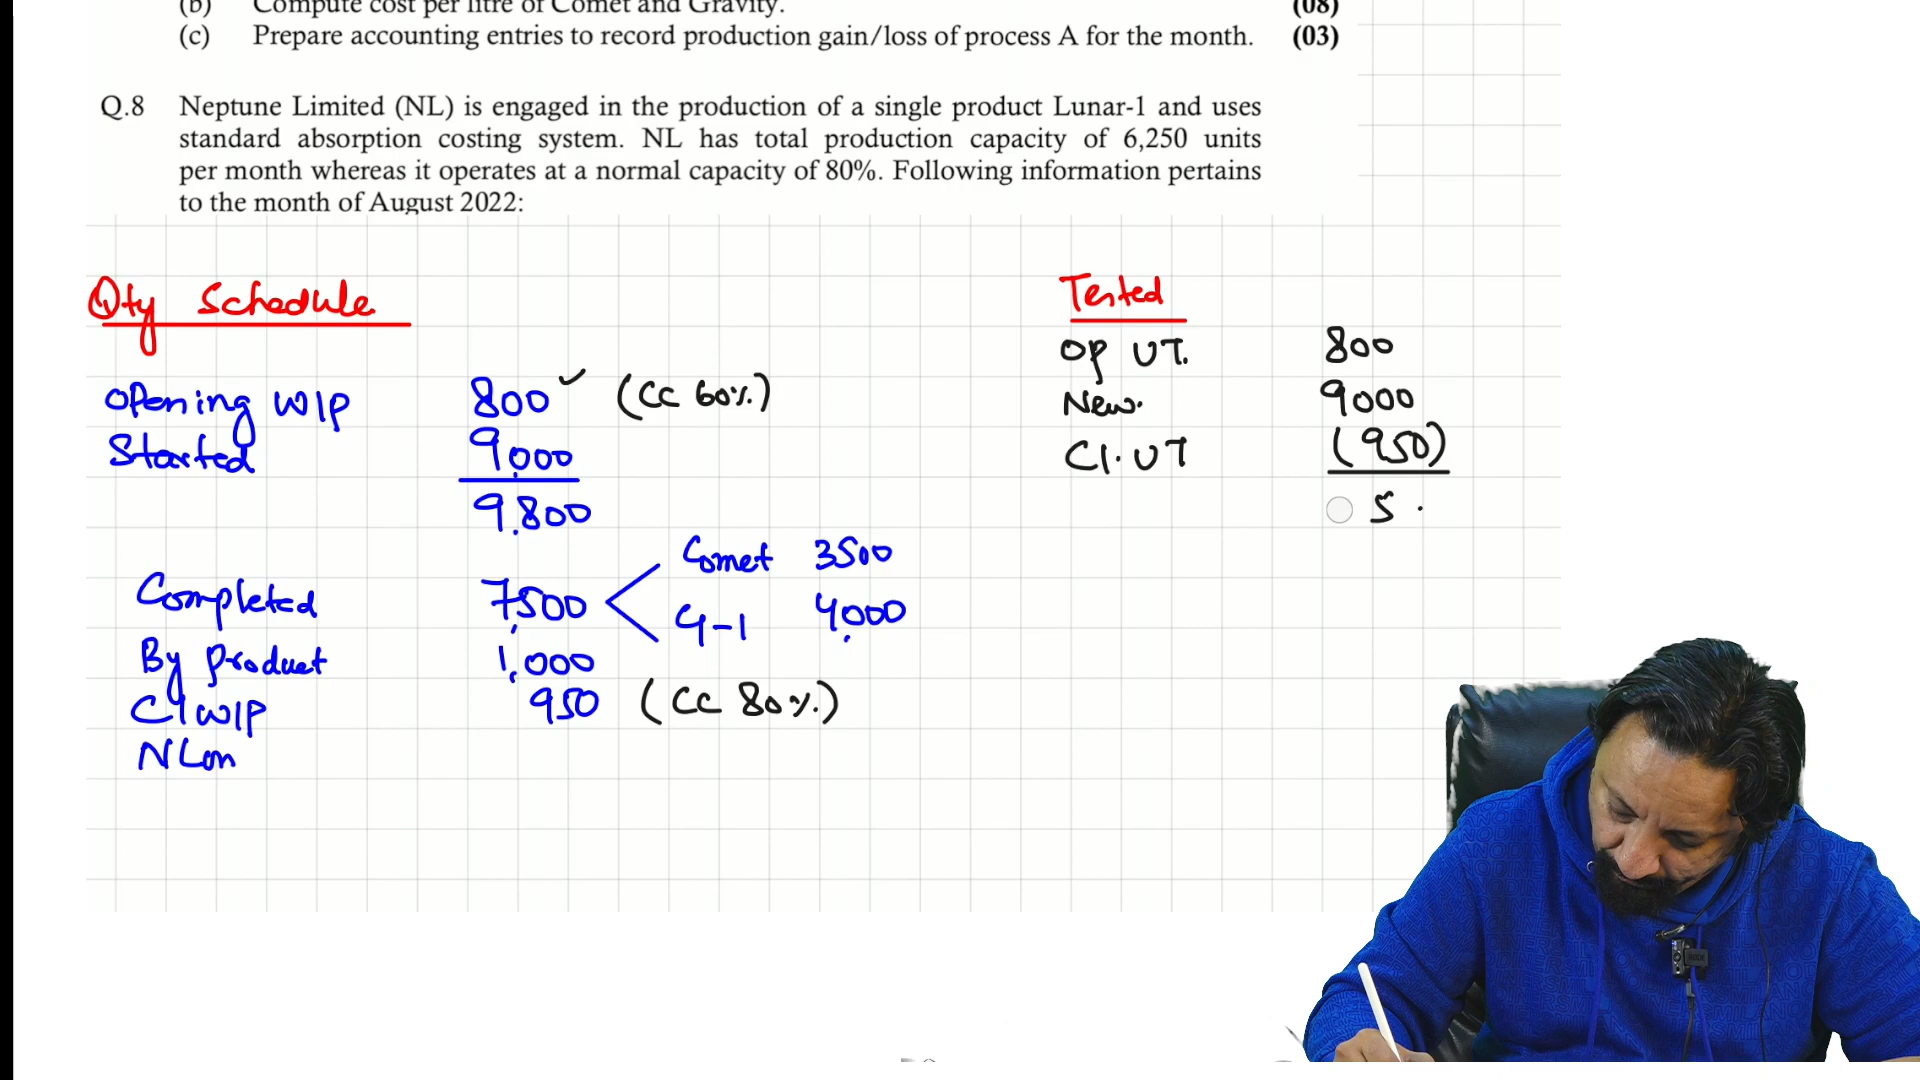 (b) Compute cost per litre of Comet and Gravity. (08)
(c) Prepare accounting entries to record production gain/loss of process A for the month. (03)
Q.8 Neptune Limited (NL) is engaged in the production of a single product Lunar-1 and uses
standard absorption costing system. NL has total production capacity of 6,250 units
per month whereas it operates at a normal capacity of 80%. Following information pertains
to the month of August 2022:
Qty Schedule
Opening WIP 800 ✓ (CC 60%)
Started 9,000
9,800
Completed 7,500
Comet 3500
G-1 4,000
By product 1,000
Cl WIP 950 (CC 80%)
N Loss
Tested
OP UT. 800
New. 9000
Cl. UT (950)
5 .